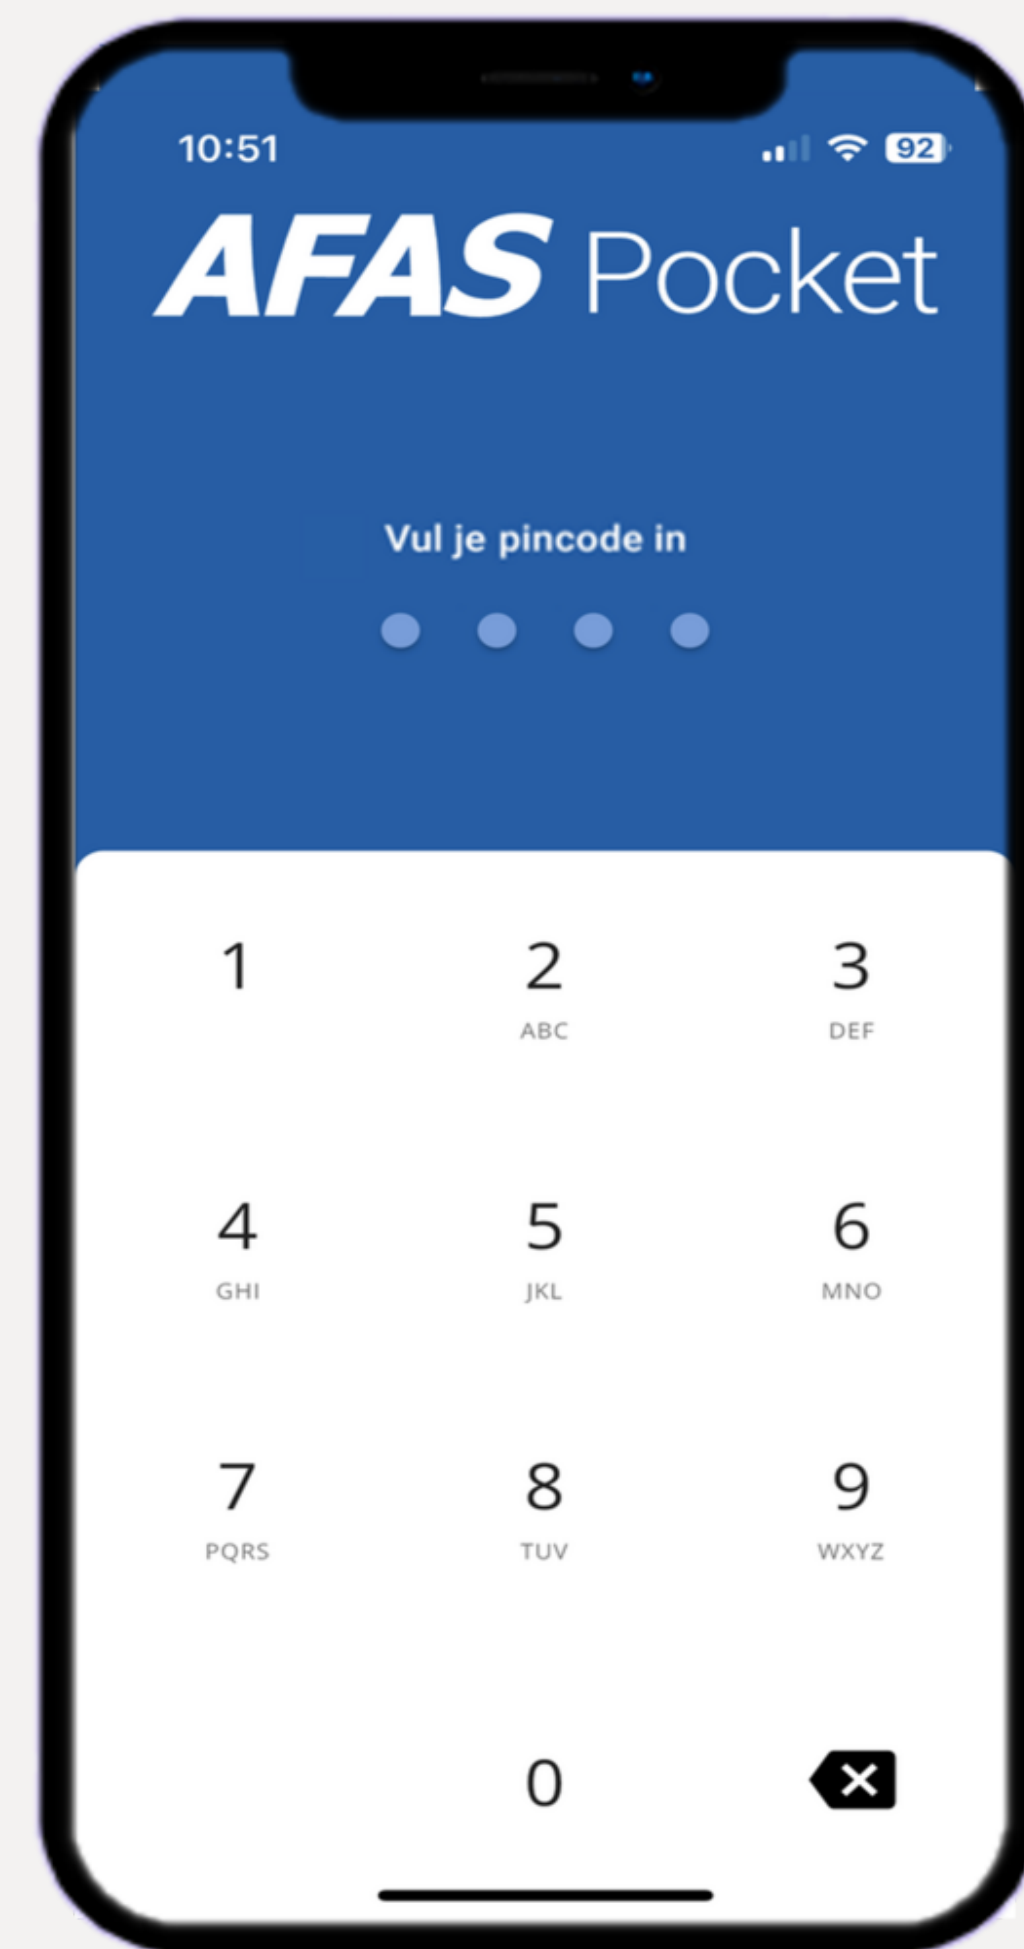 10:51 92
AFAS Pocket
Vul je pincode in
1 2 3
ABC DEF
4 5 6
GHI JKL MNO
7 8 9
PQRS TUV WXYZ
0